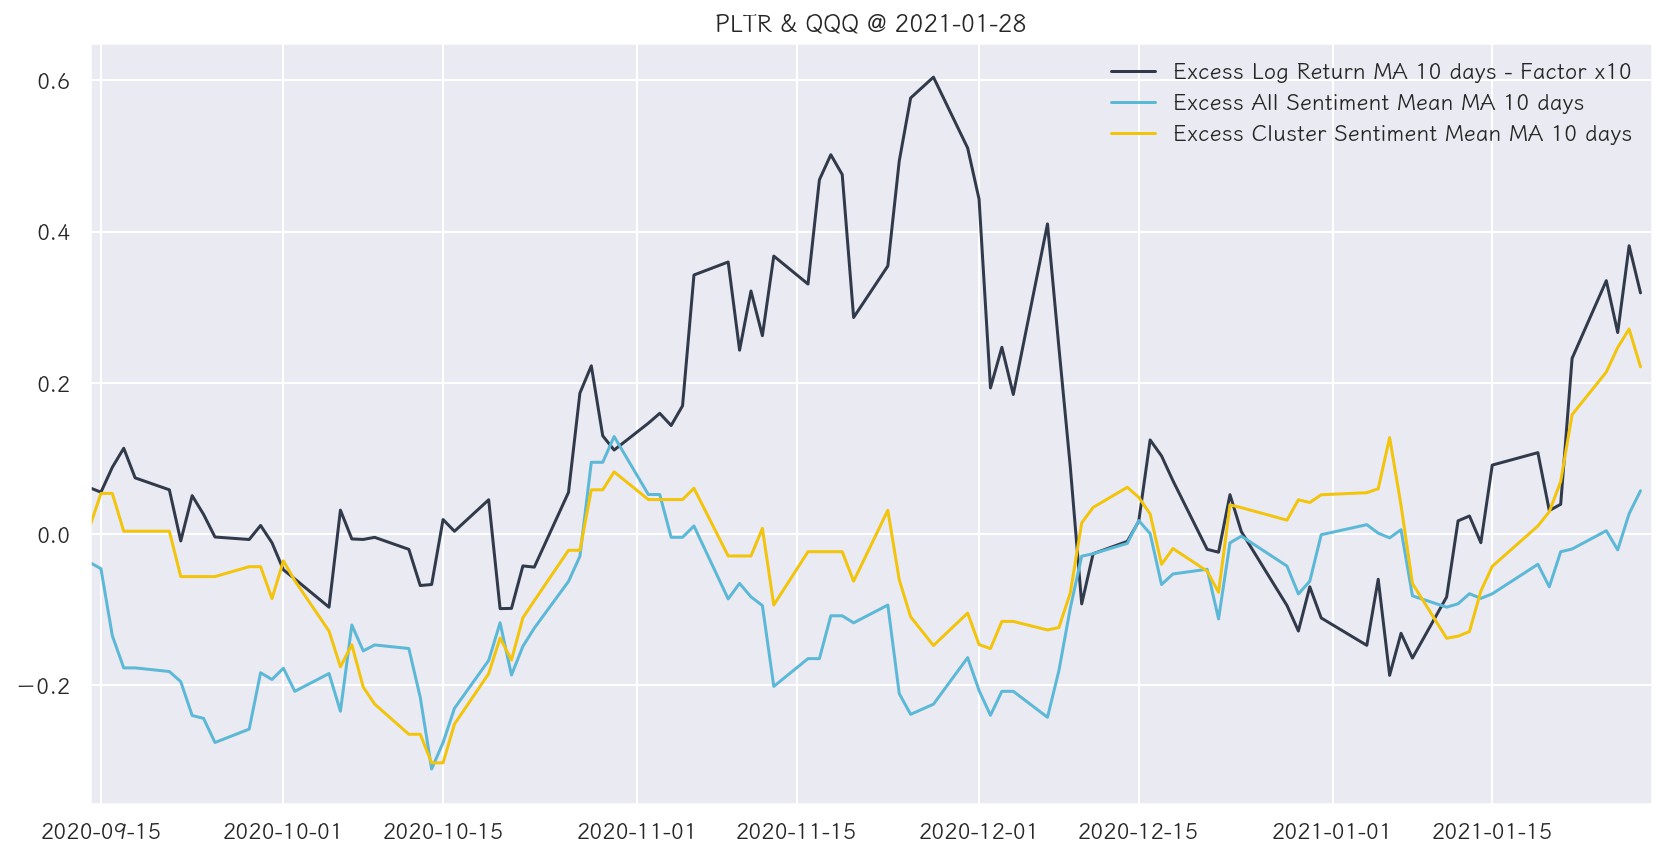 PLTR & QQQ @ 2021-01-28
Excess Log Return MA 10 days - Factor x10
Excess All Sentiment Mean MA 10 days
Excess Cluster Sentiment Mean MA 10 days
0.6
0.4
0.2
0.0
−0.2
2020-09-15 2020-10-01 2020-10-15 2020-11-01 2020-11-15 2020-12-01 2020-12-15 2021-01-01 2021-01-15